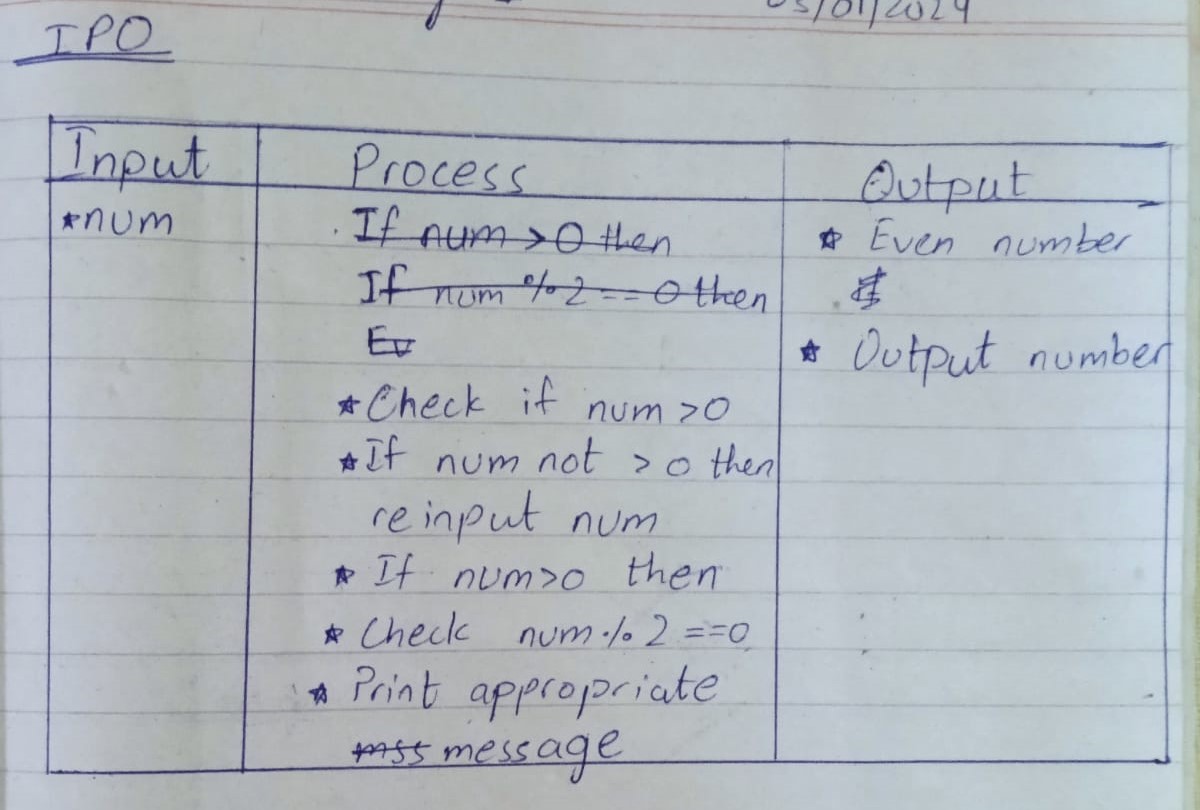 05/01/2024
IPO
Input Process Output
*num
If num > 0 then
If num % 2 == 0 then
Ev
* Check if num >0
* If num not > 0 then
reinput num
* If num>0 then
* Check num % 2 ==0
* Print appropriate
mss message
* Even number
* Output number